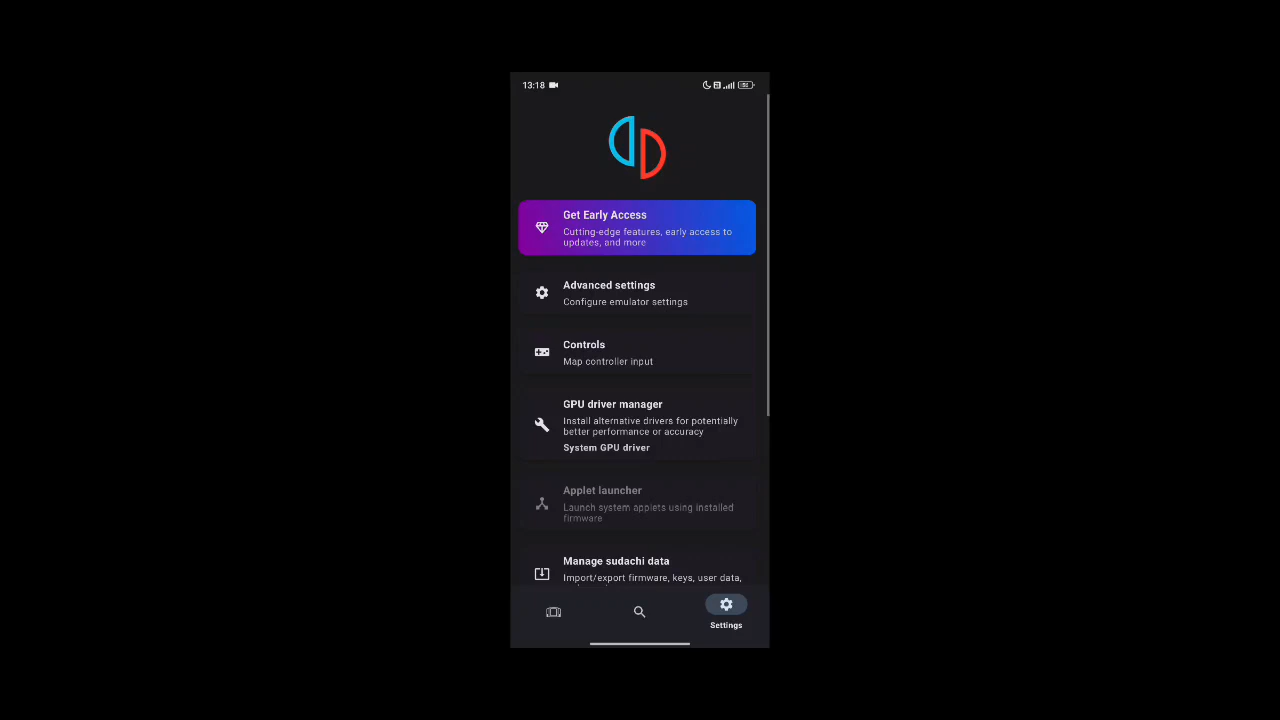 13:18
Get Early Access
Cutting-edge features, early access to
updates, and more
Advanced settings
Configure emulator settings
Controls
Map controller input
GPU driver manager
Install alternative drivers for potentially
better performance or accuracy
System GPU driver
Applet launcher
Launch system applets using installed
firmware
Manage sudachi data
Import/export firmware, keys, user data,
Settings